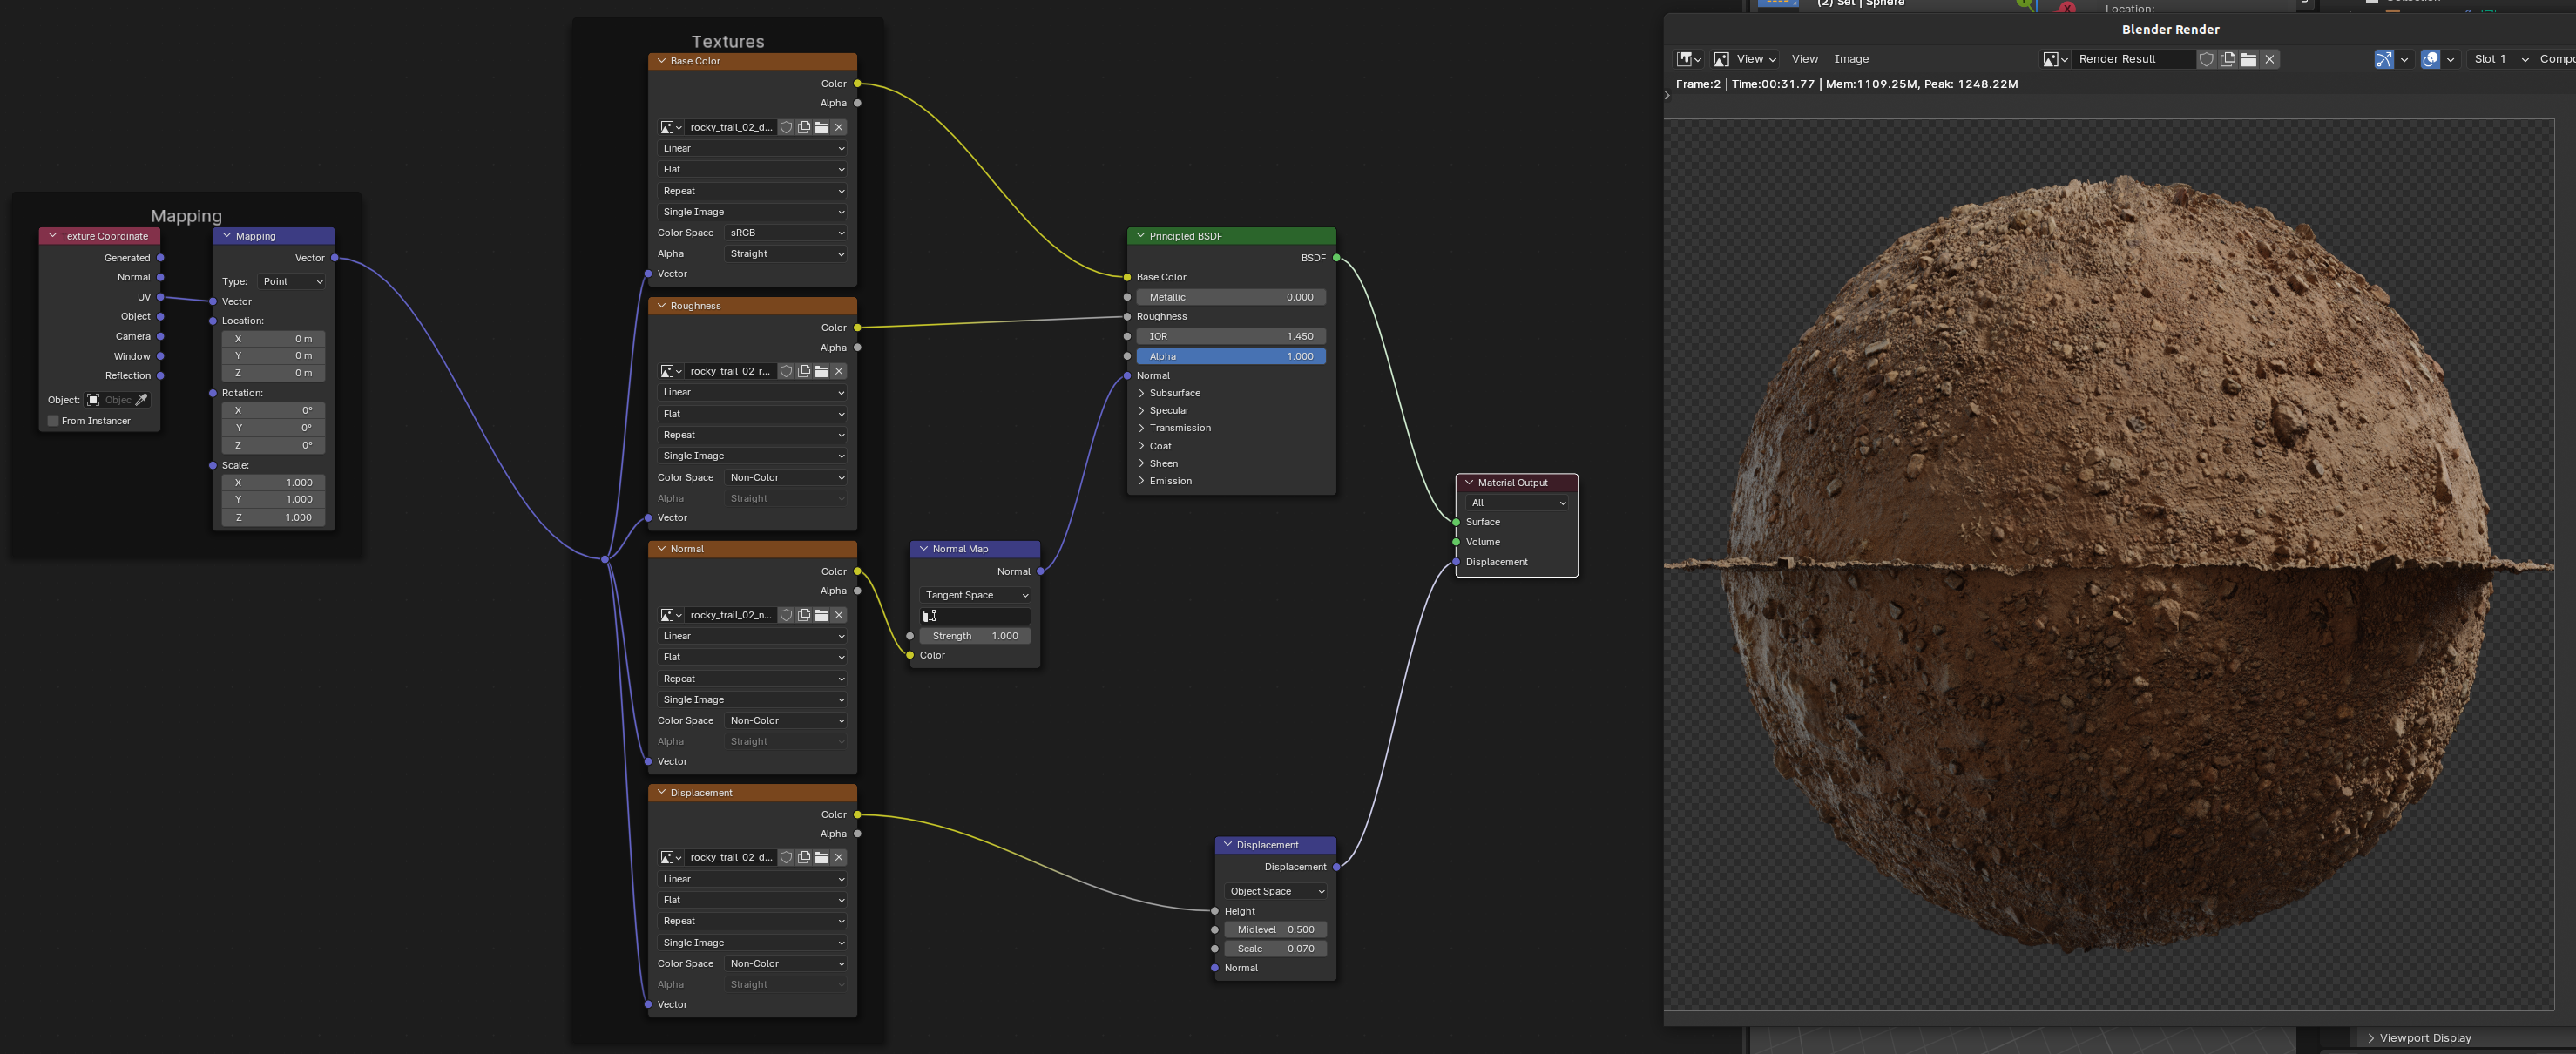 Mapping
Texture Coordinate
Generated
Normal
UV
Object
Camera
Window
Reflection
Object:
Objec
From Instancer
Mapping
Vector
Type: Point
Vector
Location:
X 0 m
Y 0 m
Z 0 m
Rotation:
X 0°
Y 0°
Z 0°
Scale:
X 1.000
Y 1.000
Z 1.000
Textures
Base Color
Color
Alpha
rocky_trail_02_d...
Linear
Flat
Repeat
Single Image
Color Space sRGB
Alpha Straight
Vector
Roughness
Color
Alpha
rocky_trail_02_r...
Linear
Flat
Repeat
Single Image
Color Space Non-Color
Alpha Straight
Vector
Normal
Color
Alpha
rocky_trail_02_n...
Linear
Flat
Repeat
Single Image
Color Space Non-Color
Alpha Straight
Vector
Displacement
Color
Alpha
rocky_trail_02_d...
Linear
Flat
Repeat
Single Image
Color Space Non-Color
Alpha Straight
Vector
Normal Map
Normal
Tangent Space
Strength 1.000
Color
Principled BSDF
BSDF
Base Color
Metallic 0.000
Roughness
IOR 1.450
Alpha 1.000
Normal
Subsurface
Specular
Transmission
Coat
Sheen
Emission
Displacement
Displacement
Object Space
Height
Midlevel 0.500
Scale 0.070
Normal
Material Output
All
Surface
Volume
Displacement
(2) Set | Sphere
Location:
Blender Render
View View Image Render Result Slot 1 Compo
Frame:2 | Time:00:31.77 | Mem:1109.25M, Peak: 1248.22M
Viewport Display